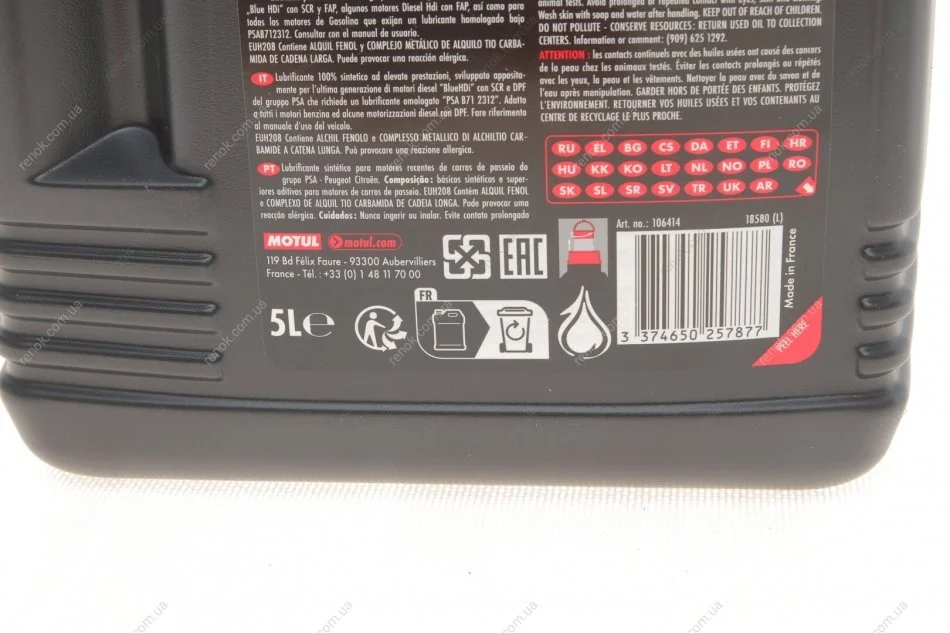 „Blue HDi" con SCR y FAP, algunos motores Diesel Hdi con FAP, así como para
todos los motores de Gasolina que exijan un lubricante homologado bajo
PSAB712312. Consultar con el manual de usuario.
EUH208 Contiene ALQUIL FENOL y COMPLEJO METÁLICO DE ALQUILO TIO CARBA-
MIDA DE CADENA LARGA. Puede provocar una reacción alérgica.
IT Lubrificante 100% sintetico ad elevate prestazioni, sviluppato apposita-
mente per l'ultima generazione di motori diesel "BlueHDi" con SCR e DPF
del gruppo PSA che richiede un lubrificante omologato "PSA B71 2312". Adatto
a tutti i motori benzina ed alcune motorizzazioni diesel con DPF. Fare riferimento
al manuale d'uso del veicolo.
EUH208 Contiene ALCHIL FENOLO e COMPLESSO METALLICO DI ALCHILTIO CAR-
BAMIDE A CATENA LUNGA. Può provocare una reazione allergica.
PT Lubrificante sintético para motores recentes de carros de passeio do
grupo PSA - Peugeot Citroën. Composição: básicos sintéticos e super-
iores aditivos para motores de carros de passeio. EUH208 Contém ALQUIL FENOL
e COMPLEXO DE ALQUIL TIO CARBAMIDA DE CADEIA LONGA. Pode provocar uma
reacção alérgica. Cuidados: Nunca ingerir ou inalar. Evite contato prolongado
MOTUL motul.com
119 Bd Félix Faure - 93300 Aubervilliers
France - Tél. : +33 (0) 1 48 11 70 00
EAC
5L℮
FR
animal tests. Avoid prolonged or repeated contact with eyes, skin and clothing.
Wash skin with soap and water after handling. KEEP OUT OF REACH OF CHILDREN.
DO NOT POLLUTE - CONSERVE RESOURCES: RETURN USED OIL TO COLLECTION
CENTERS. Information or comment: (909) 625 1292.
ATTENTION : les contacts continuels avec des huiles usées ont causé des cancers
de la peau chez les animaux testés. Éviter les contacts prolongés ou répétés
avec les yeux, la peau et les vêtements. Nettoyer la peau avec du savon et de
l'eau après manipulation. GARDER HORS DE PORTÉE DES ENFANTS. PROTÉGEZ
L'ENVIRONNEMENT. RETOURNER VOS HUILES USÉES ET VOS CONTENANTS AU
CENTRE DE RECYCLAGE LE PLUS PROCHE.
RU EL BG CS DA ET FI HR
HU KK KO LT NL NO PL RO
SK SL SR SV TR UK AR
Art. no.: 106414 18580 (L)
3 374650 257877
Made in France
PEEL HERE
renok.com.ua